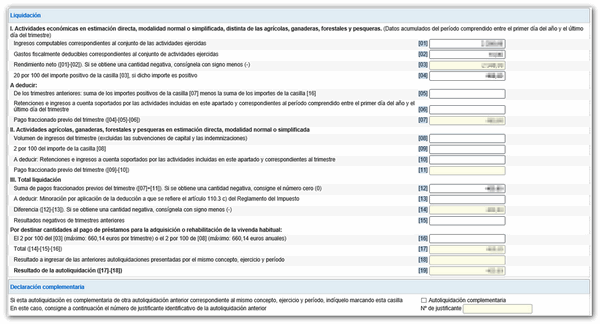 Liquidación
I. Actividades económicas en estimación directa, modalidad normal o simplificada, distinta de las agrícolas, ganaderas, forestales y pesqueras. (Datos acumulados del período comprendido entre el primer día del año y el último
día del trimestre)
Ingresos computables correspondientes al conjunto de las actividades ejercidas [01]
Gastos fiscalmente deducibles correspondientes al conjunto de actividades ejercidas [02]
Rendimiento neto ([01]-[02]). Si se obtiene una cantidad negativa, consígnela con signo menos (-) [03]
20 por 100 del importe positivo de la casilla [03], si dicho importe es positivo [04]
A deducir:
De los trimestres anteriores: suma de los importes positivos de la casilla [07] menos la suma de los importes de la casilla [16] [05]
Retenciones e ingresos a cuenta soportados por las actividades incluidas en este apartado y correspondientes al período comprendido entre el primer día del año y el
último día del trimestre [06]
Pago fraccionado previo del trimestre ([04]-[05]-[06]) [07]
II. Actividades agrícolas, ganaderas, forestales y pesqueras en estimación directa, modalidad normal o simplificada
Volumen de ingresos del trimestre (excluidas las subvenciones de capital y las indemnizaciones) [08]
2 por 100 del importe de la casilla [08] [09]
A deducir: Retenciones e ingresos a cuenta soportados por las actividades incluidas en este apartado y correspondientes al trimestre [10]
Pago fraccionado previo del trimestre ([09]-[10]) [11]
III. Total liquidación
Suma de pagos fraccionados previos del trimestre ([07]+[11]). Si se obtiene una cantidad negativa, consigne el número cero (0) [12]
A deducir: Minoración por aplicación de la deducción a que se refiere el artículo 110.3 c) del Reglamento del Impuesto [13]
Diferencia ([12]-[13]). Si se obtiene una cantidad negativa, consígnela con signo menos (-) [14]
Resultados negativos de trimestres anteriores [15]
Por destinar cantidades al pago de préstamos para la adquisición o rehabilitación de la vivienda habitual:
El 2 por 100 del [03] (máximo: 660,14 euros por trimestre) o el 2 por 100 de [08] (máximo: 660,14 euros anuales) [16]
Total ([14]-[15]-[16]) [17]
Resultado a ingresar de las anteriores autoliquidaciones presentadas por el mismo concepto, ejercicio y período [18]
Resultado de la autoliquidación ([17]-[18]) [19]
Declaración complementaria
Si esta autoliquidación es complementaria de otra autoliquidación anterior correspondiente al mismo concepto, ejercicio y período, indíquelo marcando esta casilla Autoliquidación complementaria
En este caso, consigne a continuación el número de justificante identificativo de la autoliquidación anterior Nº de justificante